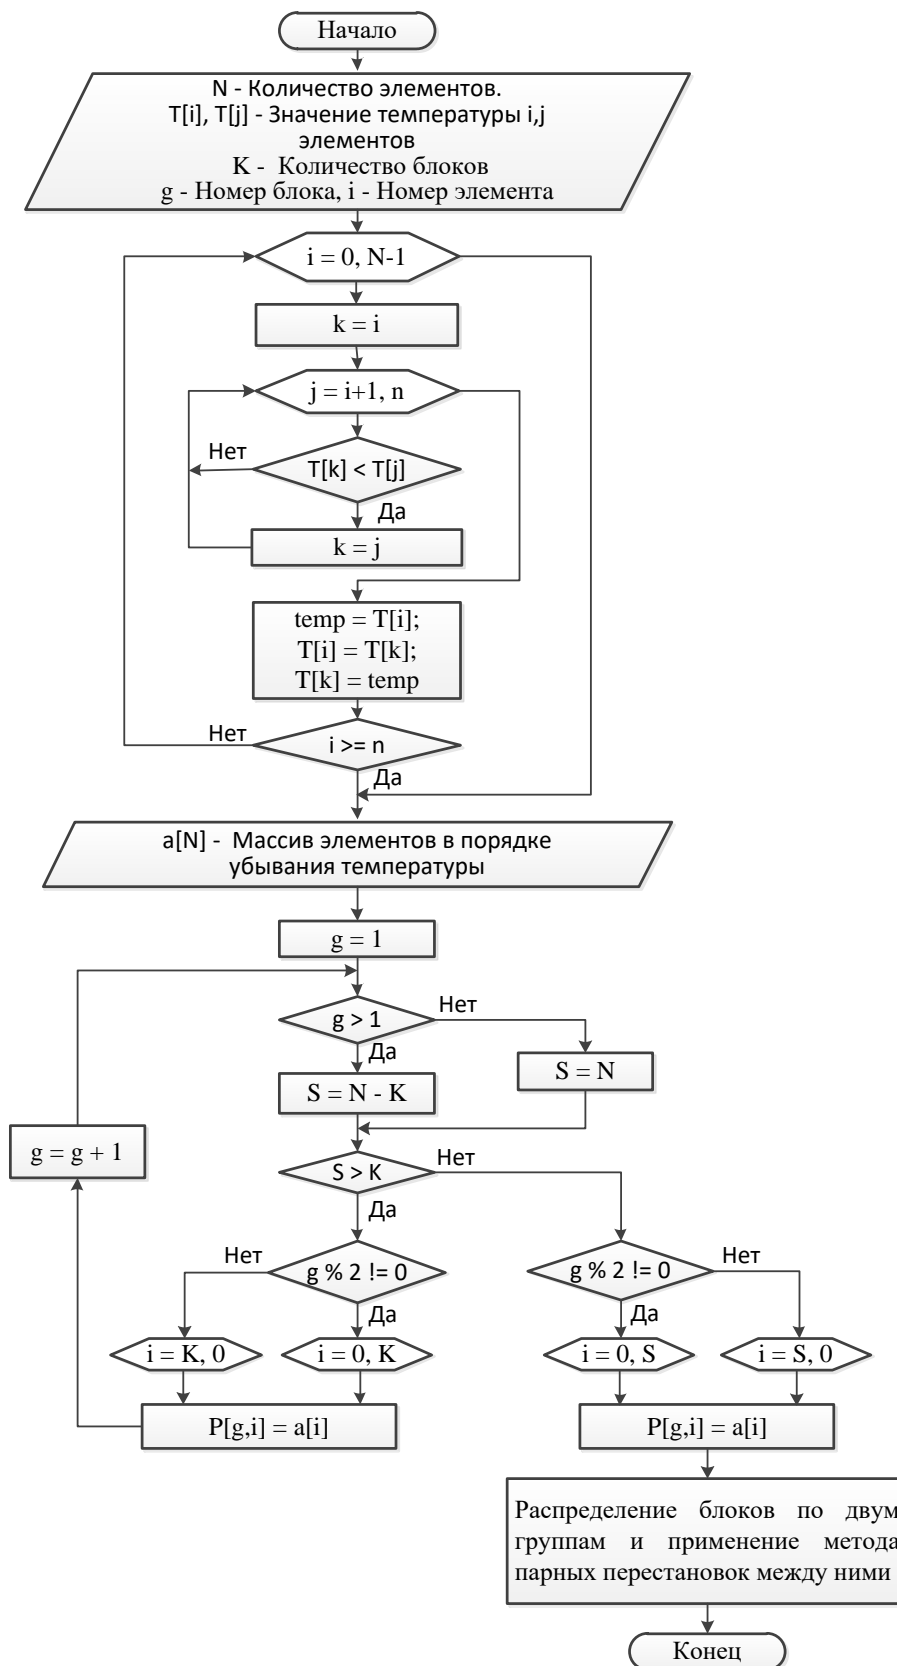 Начало
N - Количество элементов.
T[i], T[j] - Значение температуры i,j
элементов
K - Количество блоков
g - Номер блока, i - Номер элемента
i = 0, N-1
k = i
j = i+1, n
Нет
T[k] < T[j]
Да
k = j
temp = T[i];
T[i] = T[k];
T[k] = temp
Нет
i >= n
Да
a[N] - Массив элементов в порядке
убывания температуры
g = 1
g > 1
Нет
Да
S = N
S = N - K
g = g + 1
S > K
Нет
Да
Нет
g % 2 != 0
Да
g % 2 != 0
Нет
Да
i = K, 0
i = 0, K
i = 0, S
i = S, 0
P[g,i] = a[i]
P[g,i] = a[i]
Распределение блоков по двум
группам и применение метода
парных перестановок между ними
Конец